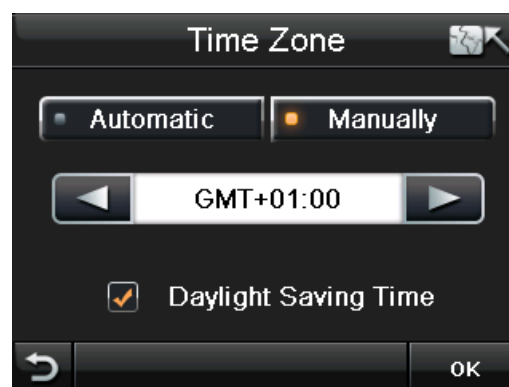 Time Zone
Automatic Manually
GMT+01:00
Daylight Saving Time
OK